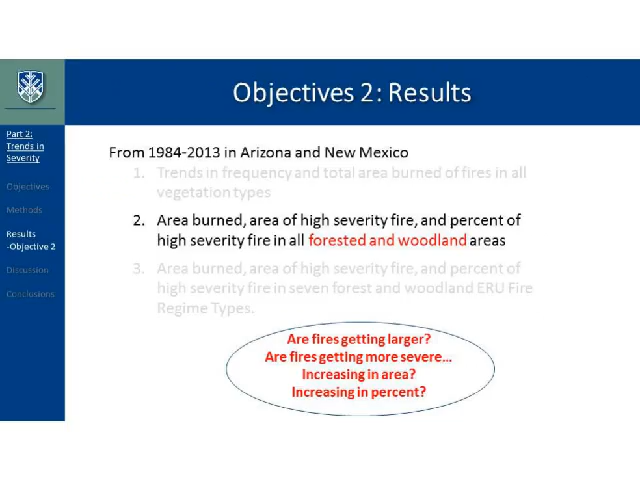 Objectives 2: Results
Part 2:
Trends in
Severity
Objectives
Methods
Results
-Objective 2
Discussion
Conclusions
From 1984-2013 in Arizona and New Mexico
1. Trends in frequency and total area burned of fires in all
vegetation types
2. Area burned, area of high severity fire, and percent of
high severity fire in all forested and woodland areas
3. Area burned, area of high severity fire, and percent of
high severity fire in seven forest and woodland ERU Fire
Regime Types.
Are fires getting larger?
Are fires getting more severe...
Increasing in area?
Increasing in percent?